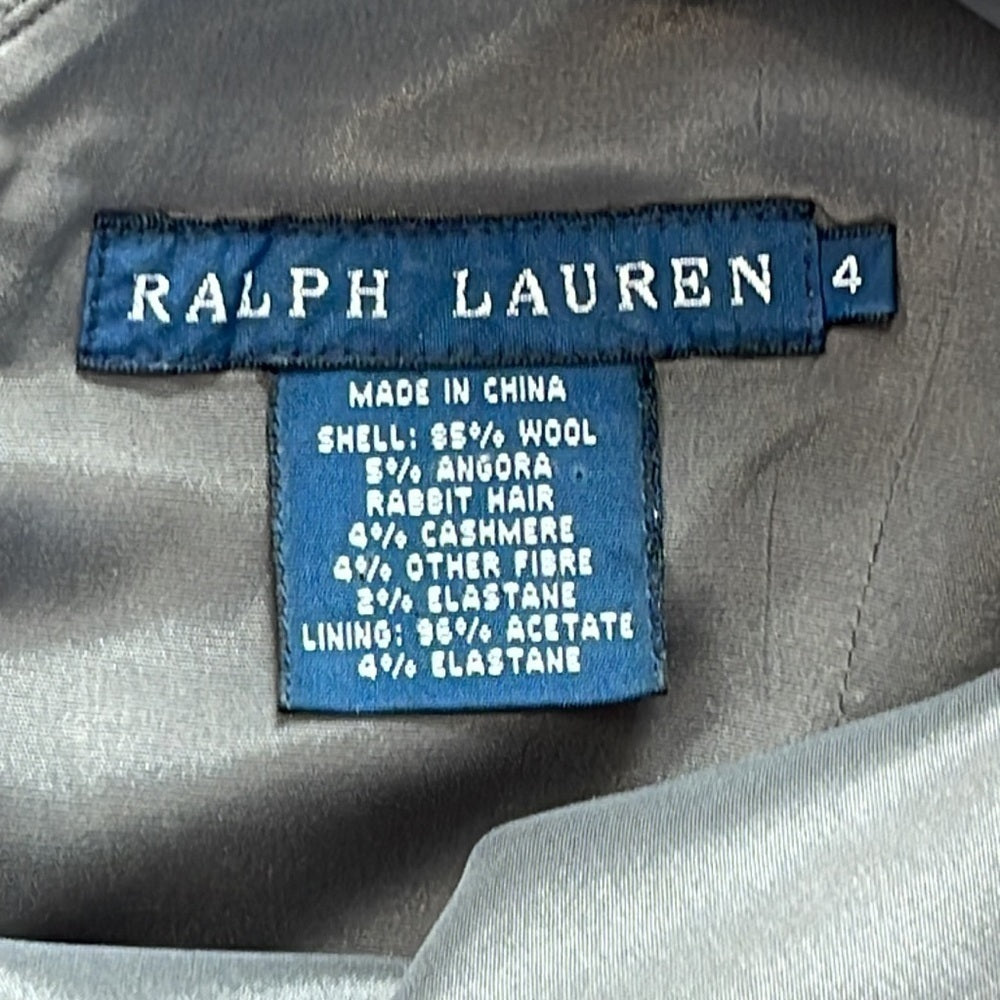 RALPH LAUREN 4
MADE IN CHINA
SHELL: 85% WOOL
5% ANGORA
RABBIT HAIR
4% CASHMERE
4% OTHER FIBRE
2% ELASTANE
LINING: 96% ACETATE
4% ELASTANE